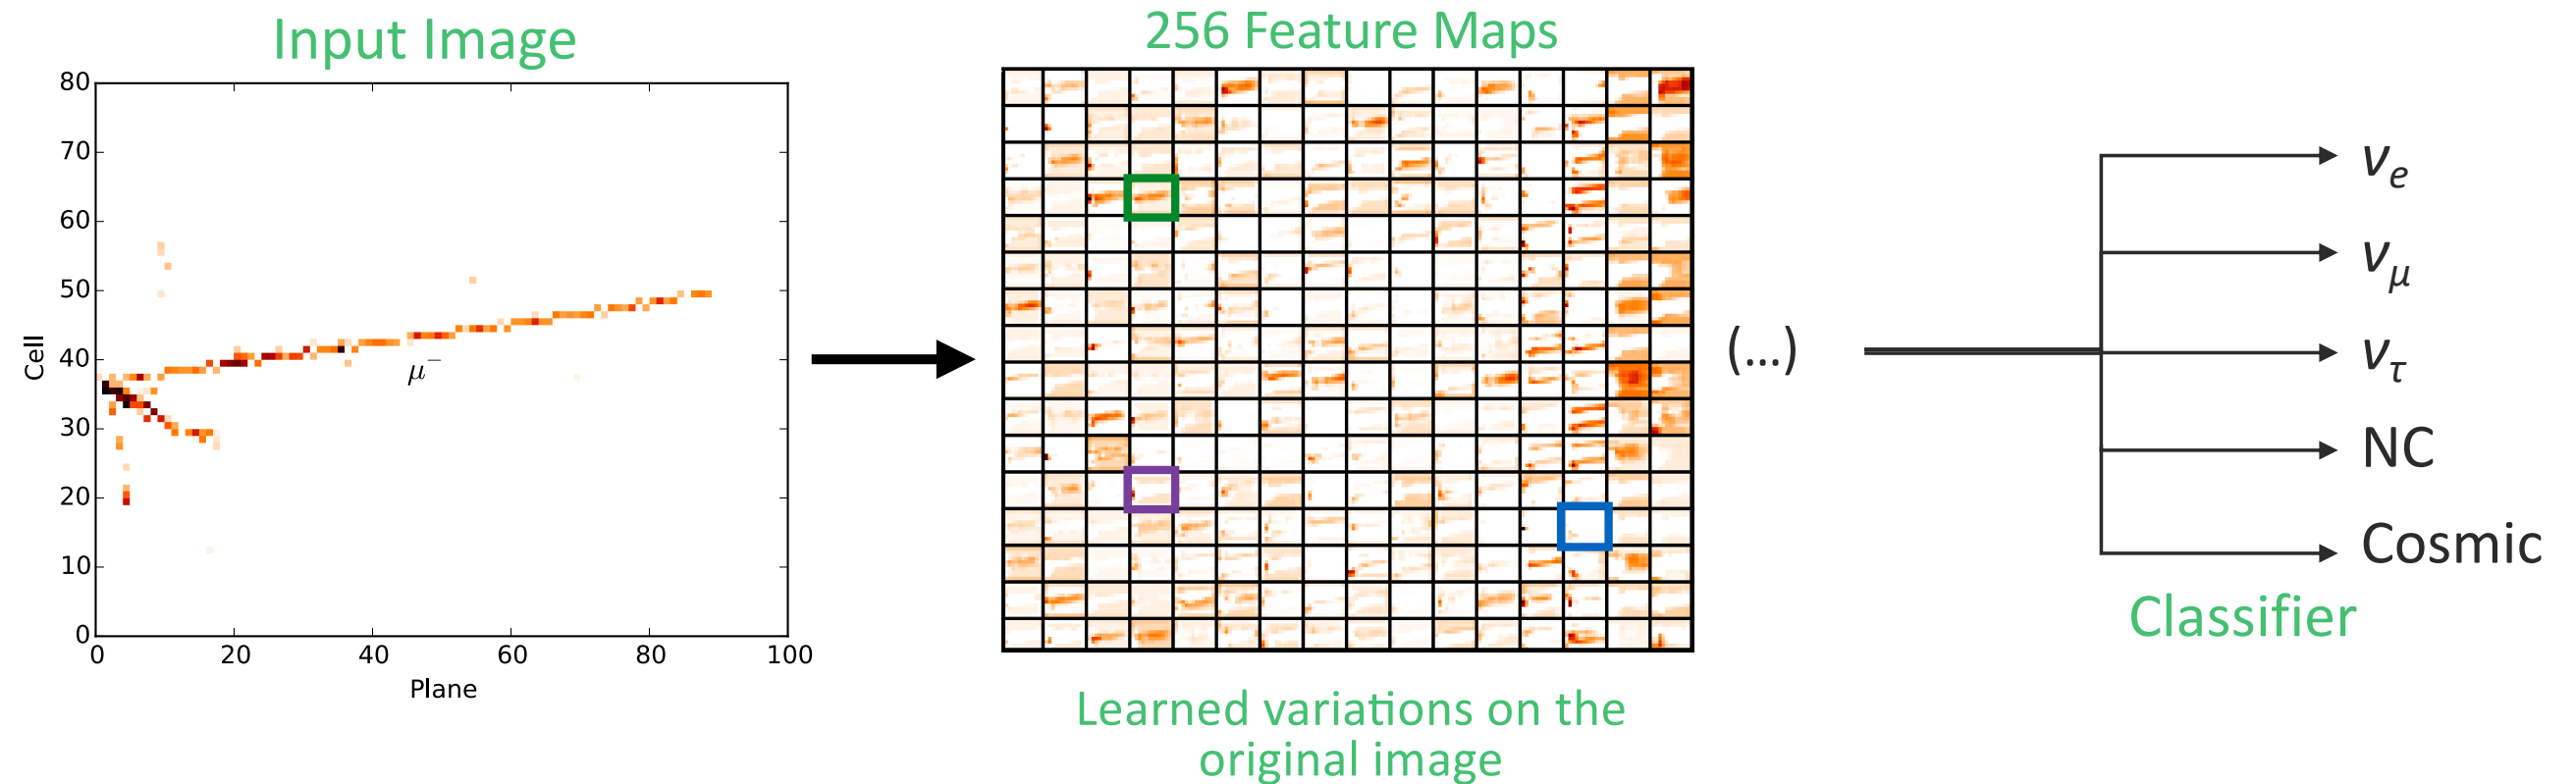 Input Image
80
70
60
50
40
30
20
10
0
Cell
μ⁻
0 20 40 60 80 100
Plane
256 Feature Maps
Learned variations on the
original image
(...)
νe
νμ
ντ
NC
Cosmic
Classifier